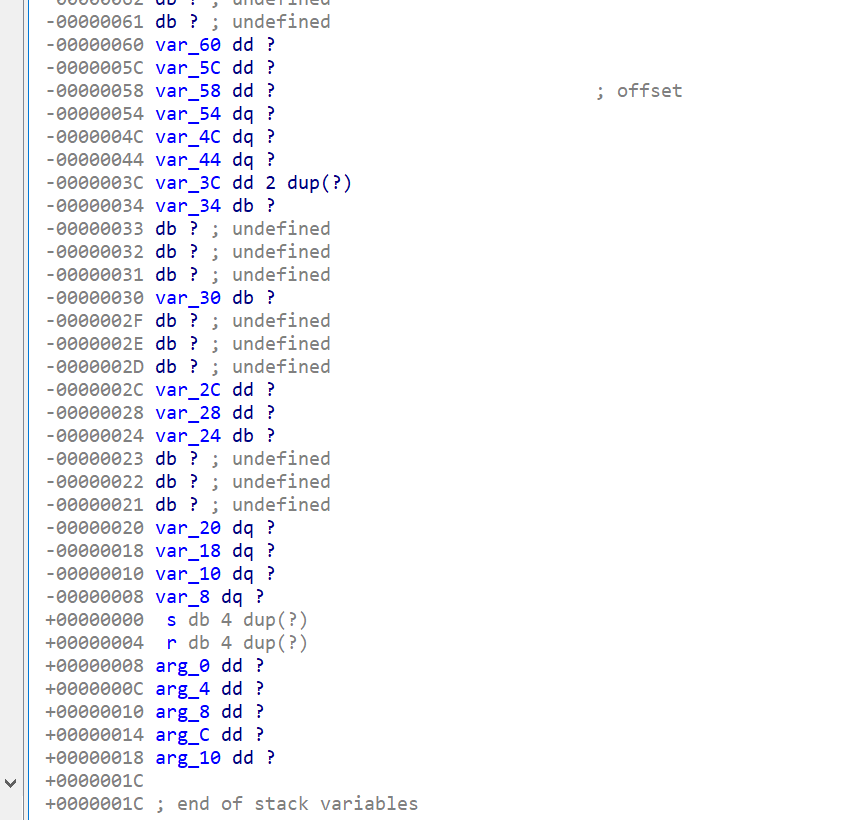 -00000062 db ? ; undefined
-00000061 db ? ; undefined
-00000060 var_60 dd ?
-0000005C var_5C dd ?
-00000058 var_58 dd ? ; offset
-00000054 var_54 dq ?
-0000004C var_4C dq ?
-00000044 var_44 dq ?
-0000003C var_3C dd 2 dup(?)
-00000034 var_34 db ?
-00000033 db ? ; undefined
-00000032 db ? ; undefined
-00000031 db ? ; undefined
-00000030 var_30 db ?
-0000002F db ? ; undefined
-0000002E db ? ; undefined
-0000002D db ? ; undefined
-0000002C var_2C dd ?
-00000028 var_28 dd ?
-00000024 var_24 db ?
-00000023 db ? ; undefined
-00000022 db ? ; undefined
-00000021 db ? ; undefined
-00000020 var_20 dq ?
-00000018 var_18 dq ?
-00000010 var_10 dq ?
-00000008 var_8 dq ?
+00000000 s db 4 dup(?)
+00000004 r db 4 dup(?)
+00000008 arg_0 dd ?
+0000000C arg_4 dd ?
+00000010 arg_8 dd ?
+00000014 arg_C dd ?
+00000018 arg_10 dd ?
+0000001C
+0000001C ; end of stack variables